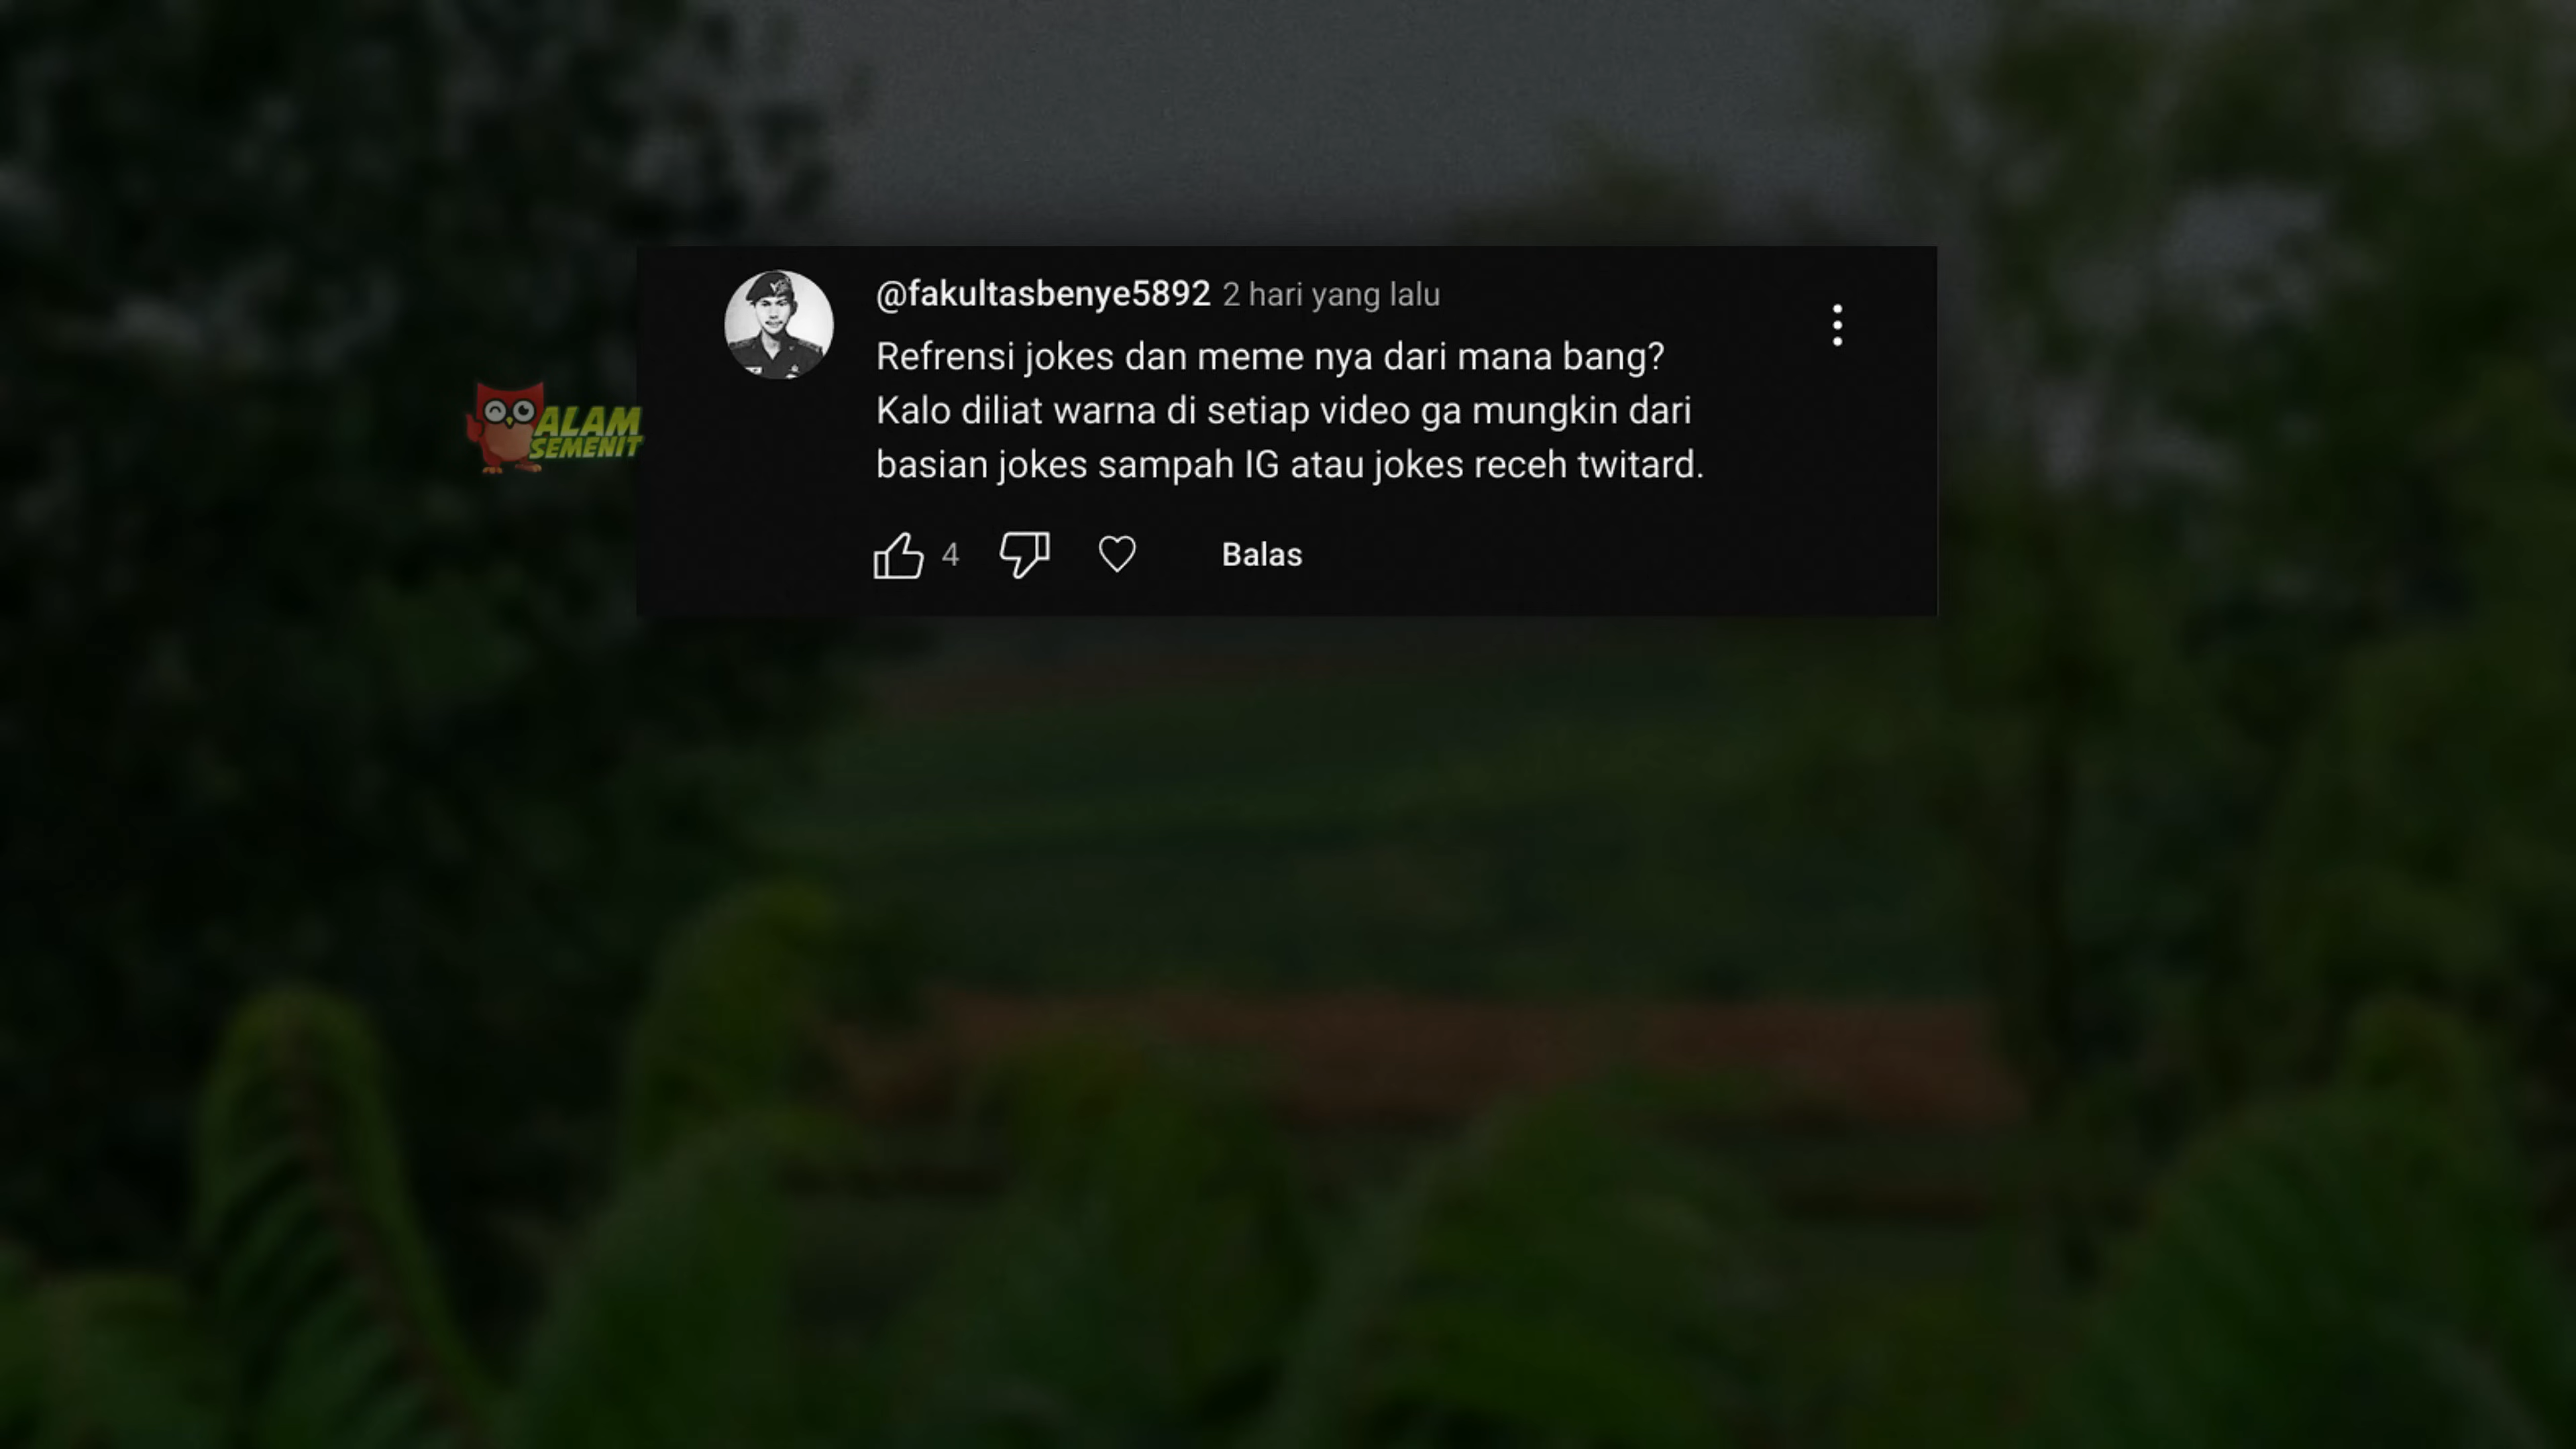 @fakultasbenye5892 2 hari yang lalu
Refrensi jokes dan meme nya dari mana bang?
Kalo diliat warna di setiap video ga mungkin dari
basian jokes sampah IG atau jokes receh twitard.
4 Balas
ALAM
SEMENIT